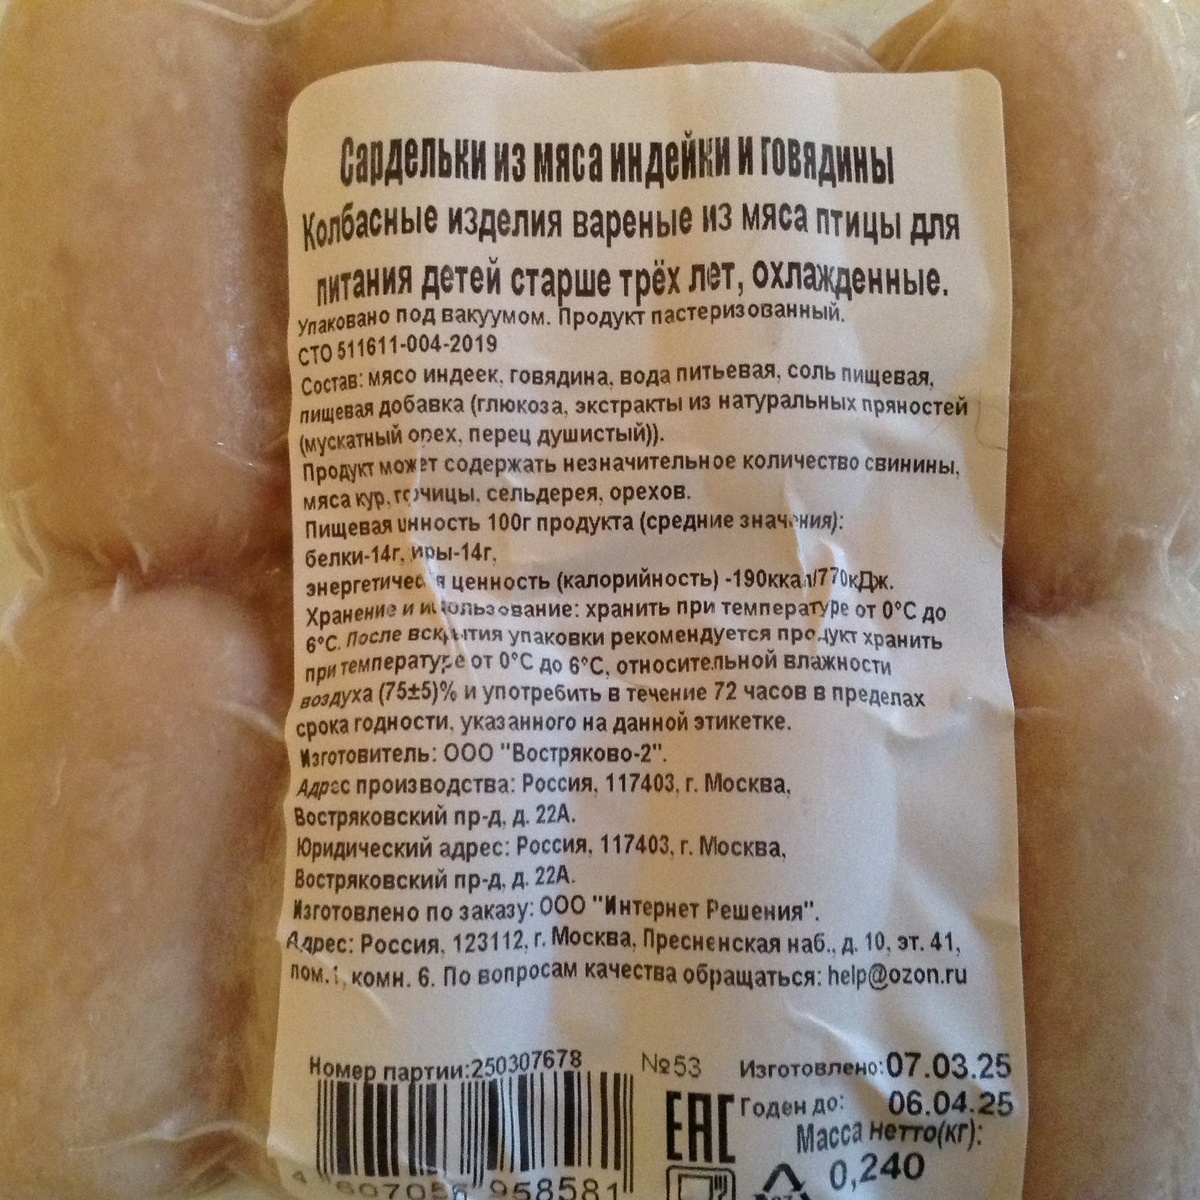 Сардельки из мяса индейки и говядины
Колбасные изделия вареные из мяса птицы для
питания детей старше трёх лет, охлажденные.
Упаковано под вакуумом. Продукт пастеризованный.
СТО 511611-004-2019
Состав: мясо индеек, говядина, вода питьевая, соль пищевая,
пищевая добавка (глюкоза, экстракты из натуральных пряностей
(мускатный орех, перец душистый)).
Продукт может содержать незначительное количество свинины,
мяса кур, горчицы, сельдерея, орехов.
Пищевая ценность 100г продукта (средние значения):
белки-14г, жиры-14г,
энергетическая ценность (калорийность) -190ккал/770кДж.
Хранение и использование: хранить при температуре от 0°С до
6°С. После вскрытия упаковки рекомендуется продукт хранить
при температуре от 0°С до 6°С, относительной влажности
воздуха (75±5)% и употребить в течение 72 часов в пределах
срока годности, указанного на данной этикетке.
Изготовитель: ООО "Востряково-2".
Адрес производства: Россия, 117403, г. Москва,
Востряковский пр-д, д. 22А.
Юридический адрес: Россия, 117403, г. Москва,
Востряковский пр-д, д. 22А.
Изготовлено по заказу: ООО "Интернет Решения".
Адрес: Россия, 123112, г. Москва, Пресненская наб., д. 10, эт. 41,
пом.1, комн. 6. По вопросам качества обращаться: help@ozon.ru
Номер партии:250307678 №53 Изготовлено:07.03.25
ЕАС Годен до: 06.04.25
Масса нетто(кг):
0,240
4 607056 958581